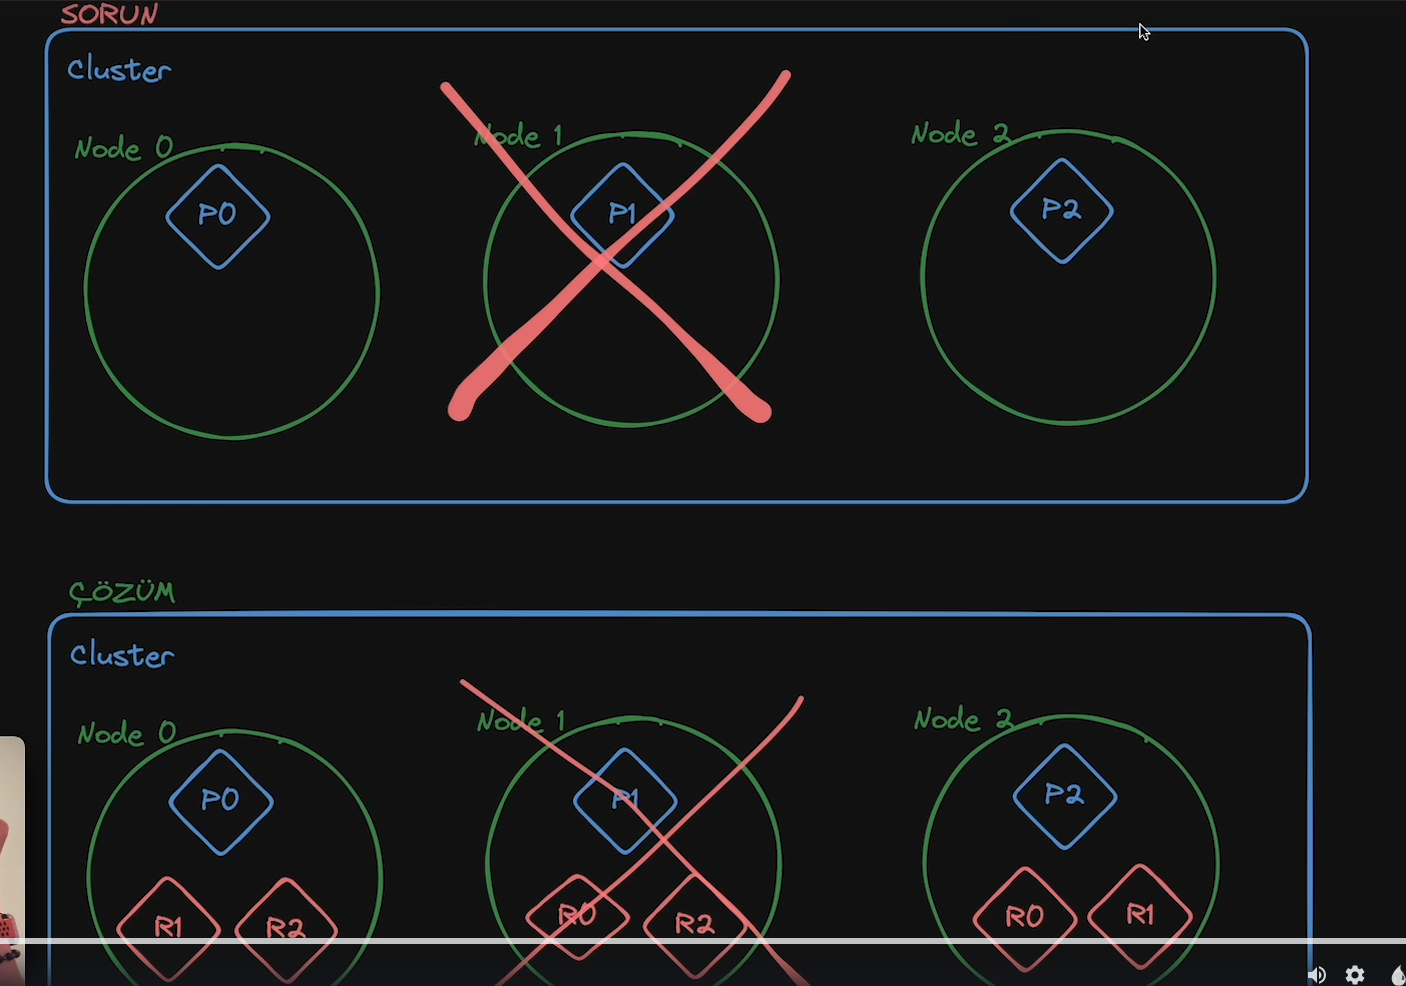 SORUN
Cluster
Node 0
Node 1
Node 2
P0
P1
P2
ÇÖZÜM
Cluster
Node 0
Node 1
Node 2
P0
P1
P2
R1
R2
R0
R2
R0
R1